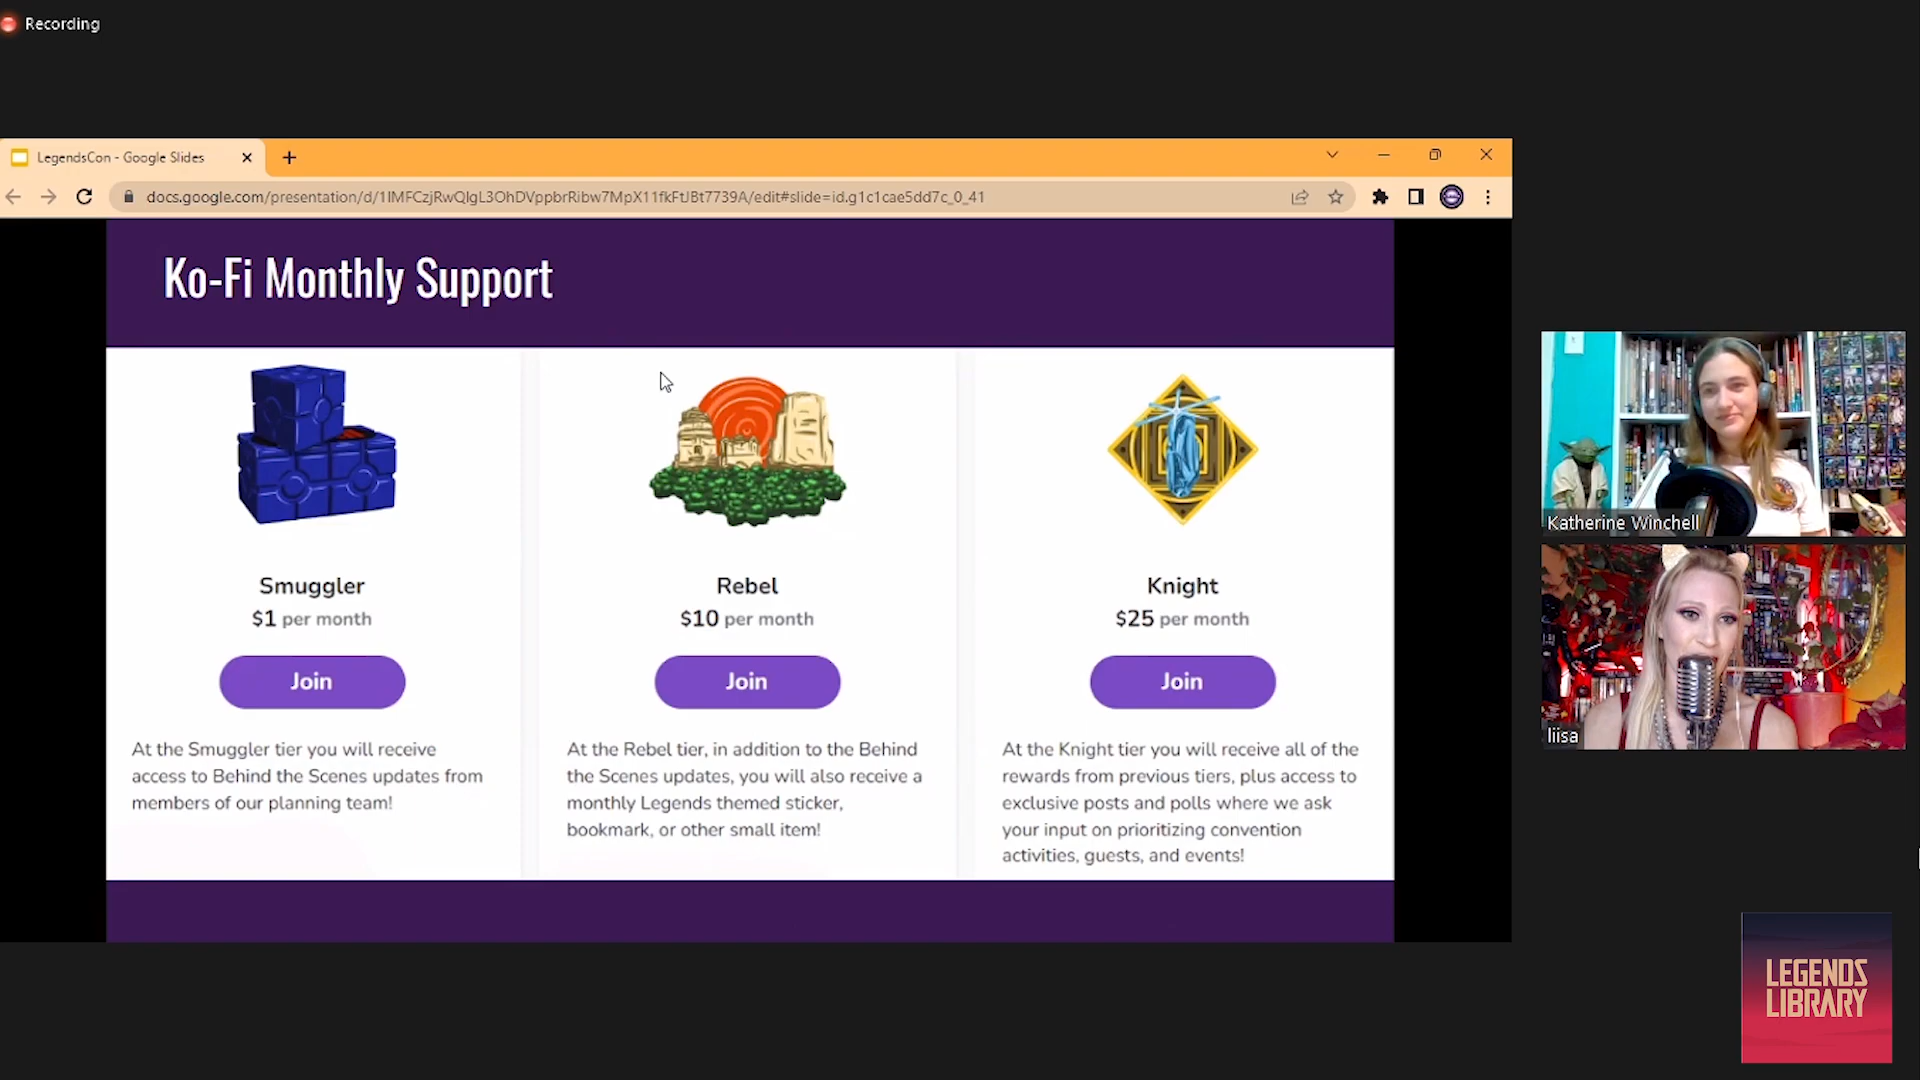 Recording
LegendsCon - Google Slides
docs.google.com/presentation/d/1IMFCzjRwQlgL3OhDVppbrRibw7MpX11fkFtJBt7739A/edit#slide=id.g1c1cae5dd7c_0_41
Ko-Fi Monthly Support
Smuggler
$1 per month
Join
At the Smuggler tier you will receive
access to Behind the Scenes updates from
members of our planning team!
Rebel
$10 per month
Join
At the Rebel tier, in addition to the Behind
the Scenes updates, you will also receive a
monthly Legends themed sticker,
bookmark, or other small item!
Knight
$25 per month
Join
At the Knight tier you will receive all of the
rewards from previous tiers, plus access to
exclusive posts and polls where we ask
your input on prioritizing convention
activities, guests, and events!
Katherine Winchell
liisa
LEGENDS
LIBRARY